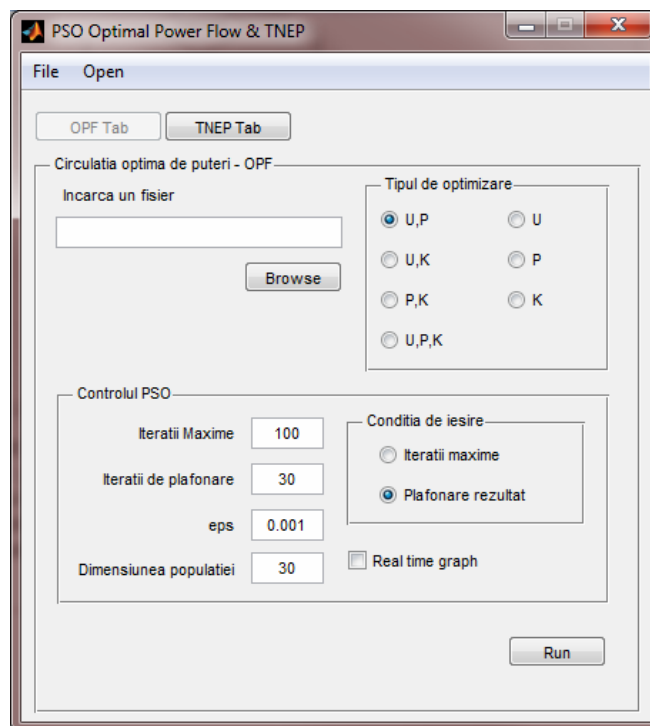 PSO Optimal Power Flow & TNEP
File Open
OPF Tab TNEP Tab
Circulatia optima de puteri - OPF
Incarca un fisier
Browse
Tipul de optimizare
U,P U
U,K P
P,K K
U,P,K
Controlul PSO
Iteratii Maxime 100
Iteratii de plafonare 30
eps 0.001
Dimensiunea populatiei 30
Conditia de iesire
Iteratii maxime
Plafonare rezultat
Real time graph
Run